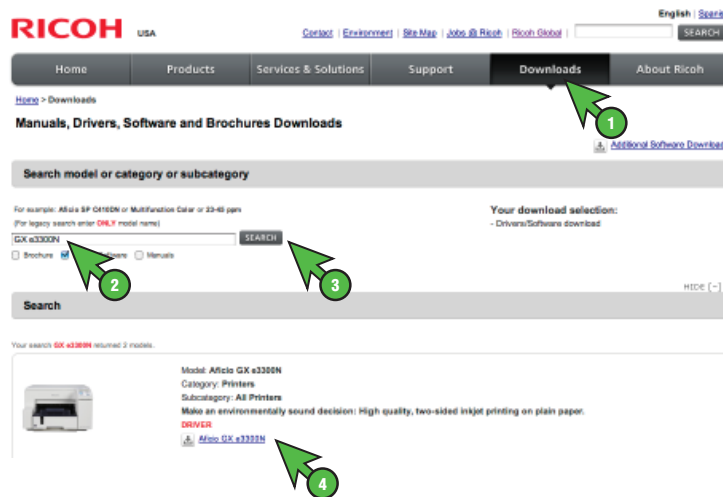 English | Spanis
RICOH USA
Contact | Environment | Site Map | Jobs @ Ricoh | Ricoh Global |
SEARCH
Home Products Services & Solutions Support Downloads About Ricoh
Home > Downloads
1
Manuals, Drivers, Software and Brochures Downloads
Additional Software Download
Search model or category or subcategory
For example: Aficio SP C410DN or Multifunction Color or 23-45 ppm
(For legacy search enter ONLY model name)
Your download selection:
- Drivers/Software download
GX e3300N SEARCH
Brochure Manuals
2
3
HIDE [-]
Search
Your search GX e3300N returned 2 models.
Model: Aficio GX e3300N
Category: Printers
Subcategory: All Printers
Make an environmentally sound decision: High quality, two-sided inkjet printing on plain paper.
DRIVER
Aficio GX e3300N
4